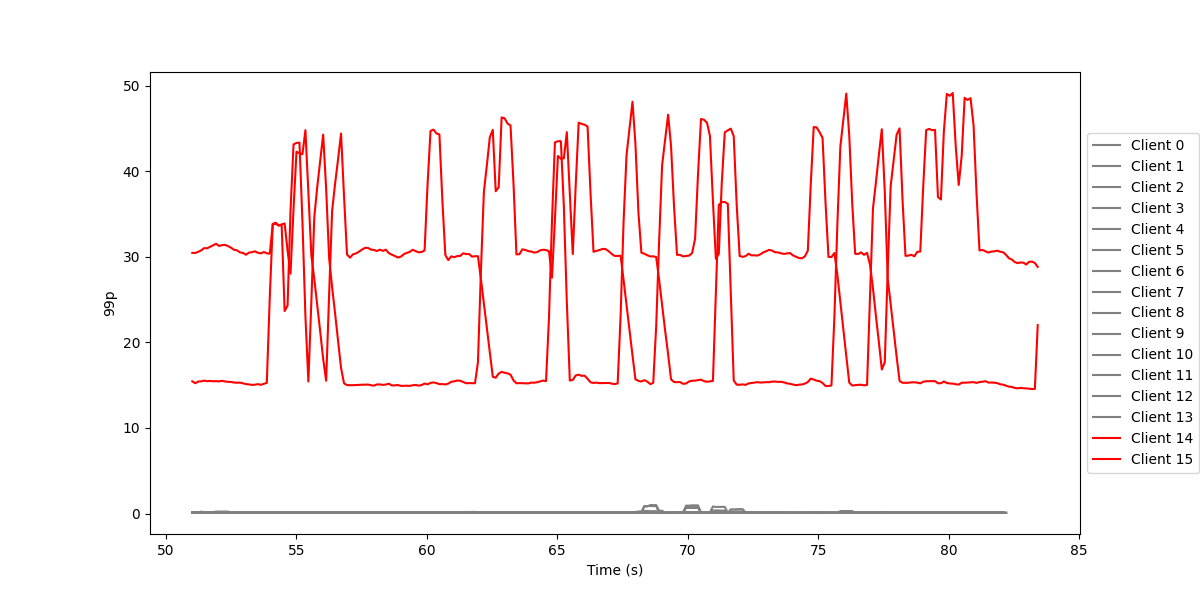 50
40
30
20
10
0
99p
50 55 60 65 70 75 80 85
Time (s)
Client 0
Client 1
Client 2
Client 3
Client 4
Client 5
Client 6
Client 7
Client 8
Client 9
Client 10
Client 11
Client 12
Client 13
Client 14
Client 15